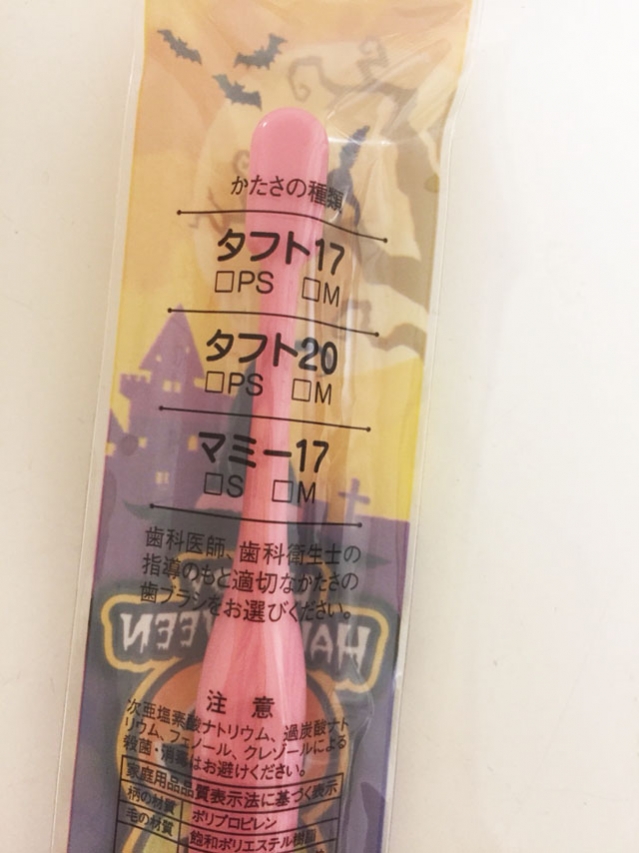 かたさの種類
タフト17
□PS □M
タフト20
□PS □M
マミー17
□S □M
歯科医師、歯科衛生士の
指導のもと適切なかたさの
歯ブラシをお選びください。
HALLOWEEN
注意
次亜塩素酸ナトリウム、過炭酸ナト
リウム、フェノール、クレゾールによる
殺菌・消毒はお避けください。
家庭用品品質表示法に基づく表示
柄の材質 ポリプロピレン
毛の材質 飽和ポリエステル樹脂